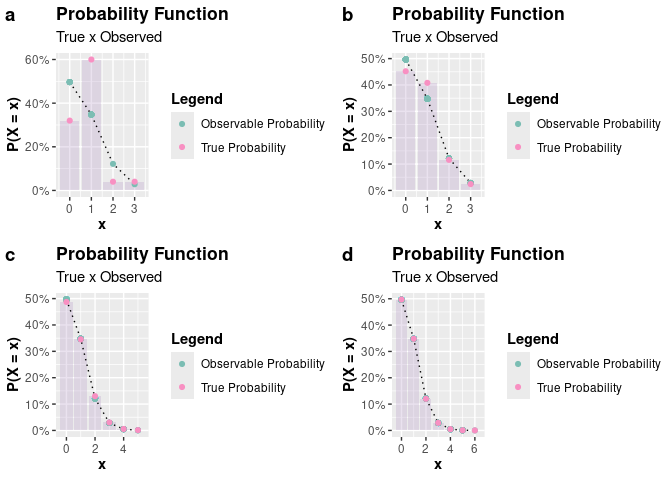 a
Probability Function
True x Observed
60%
40%
20%
0%
P(X = x)
0 1 2 3
x
Legend
Observable Probability
True Probability
b
Probability Function
True x Observed
50%
40%
30%
20%
10%
0%
P(X = x)
0 1 2 3
x
Legend
Observable Probability
True Probability
c
Probability Function
True x Observed
50%
40%
30%
20%
10%
0%
P(X = x)
0 2 4
x
Legend
Observable Probability
True Probability
d
Probability Function
True x Observed
50%
40%
30%
20%
10%
0%
P(X = x)
0 2 4 6
x
Legend
Observable Probability
True Probability